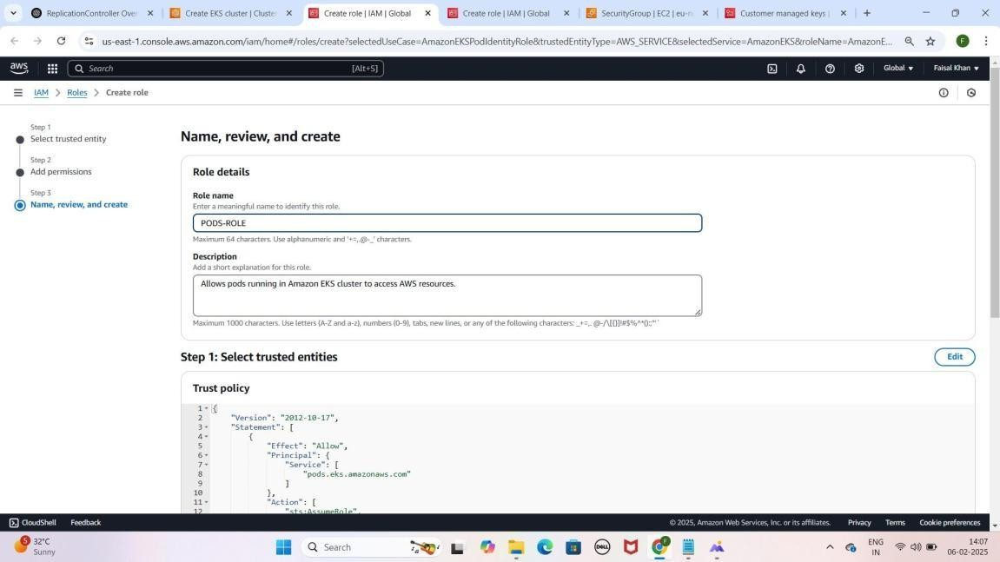 ReplicationController Over
Create EKS cluster | Cluster
Create role | IAM | Global
Create role | IAM | Global
SecurityGroup | EC2 | eu-n
Customer managed keys |
us-east-1.console.aws.amazon.com/iam/home#/roles/create?selectedUseCase=AmazonEKSPodIdentityRole&trustedEntityType=AWS_SERVICE&selectedService=AmazonEKS&roleName=AmazonE...
F
aws
Search
[Alt+S]
Global
Faisal Khan
IAM > Roles > Create role
Step 1
Select trusted entity
Step 2
Add permissions
Step 3
Name, review, and create
Name, review, and create
Role details
Role name
Enter a meaningful name to identify this role.
PODS-ROLE
Maximum 64 characters. Use alphanumeric and '+=,.@-_' characters.
Description
Add a short explanation for this role.
Allows pods running in Amazon EKS cluster to access AWS resources.
Maximum 1000 characters. Use letters (A-Z and a-z), numbers (0-9), tabs, new lines, or any of the following characters: _+=,. @-/\[{}]!#$%^*();:"'`
Step 1: Select trusted entities
Edit
Trust policy
1 {
2 "Version": "2012-10-17",
3 "Statement": [
4 {
5 "Effect": "Allow",
6 "Principal": {
7 "Service": [
8 "pods.eks.amazonaws.com"
9 ]
10 },
11 "Action": [
12 "sts:AssumeRole",
CloudShell
Feedback
© 2025, Amazon Web Services, Inc. or its affiliates.
Privacy
Terms
Cookie preferences
5
32°C
Sunny
Search
DELL
F
ENG
IN
14:07
06-02-2025